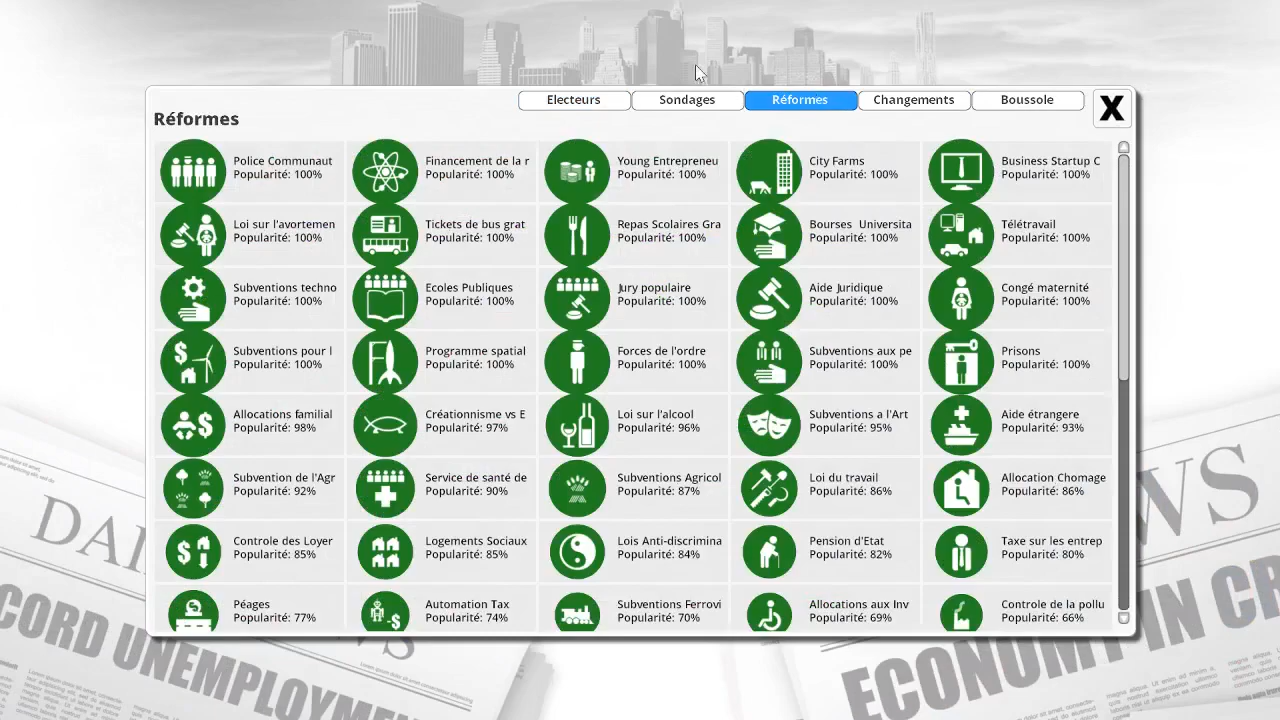 Electeurs
Sondages
Réformes
Changements
Boussole
X
Réformes
Police Communaut
Popularité: 100%
Financement de la r
Popularité: 100%
Young Entrepreneu
Popularité: 100%
City Farms
Popularité: 100%
Business Startup C
Popularité: 100%
Loi sur l'avortemen
Popularité: 100%
Tickets de bus grat
Popularité: 100%
Repas Scolaires Gra
Popularité: 100%
Bourses Universita
Popularité: 100%
Télétravail
Popularité: 100%
Subventions techno
Popularité: 100%
Ecoles Publiques
Popularité: 100%
Jury populaire
Popularité: 100%
Aide Juridique
Popularité: 100%
Congé maternité
Popularité: 100%
Subventions pour l
Popularité: 100%
Programme spatial
Popularité: 100%
Forces de l'ordre
Popularité: 100%
Subventions aux pe
Popularité: 100%
Prisons
Popularité: 100%
Allocations familial
Popularité: 98%
Créationnisme vs E
Popularité: 97%
Loi sur l'alcool
Popularité: 96%
Subventions a l'Art
Popularité: 95%
Aide étrangere
Popularité: 93%
Subvention de l'Agr
Popularité: 92%
Service de santé de
Popularité: 90%
Subventions Agricol
Popularité: 87%
Loi du travail
Popularité: 86%
Allocation Chomage
Popularité: 86%
Controle des Loyer
Popularité: 85%
Logements Sociaux
Popularité: 85%
Lois Anti-discrimina
Popularité: 84%
Pension d'Etat
Popularité: 82%
Taxe sur les entrep
Popularité: 80%
Péages
Popularité: 77%
Automation Tax
Popularité: 74%
Subventions Ferrovi
Popularité: 70%
Allocations aux Inv
Popularité: 69%
Controle de la pollu
Popularité: 66%
DAI
WS
NEWS
CORD UNEMPLOYME
ECONOMY IN CR